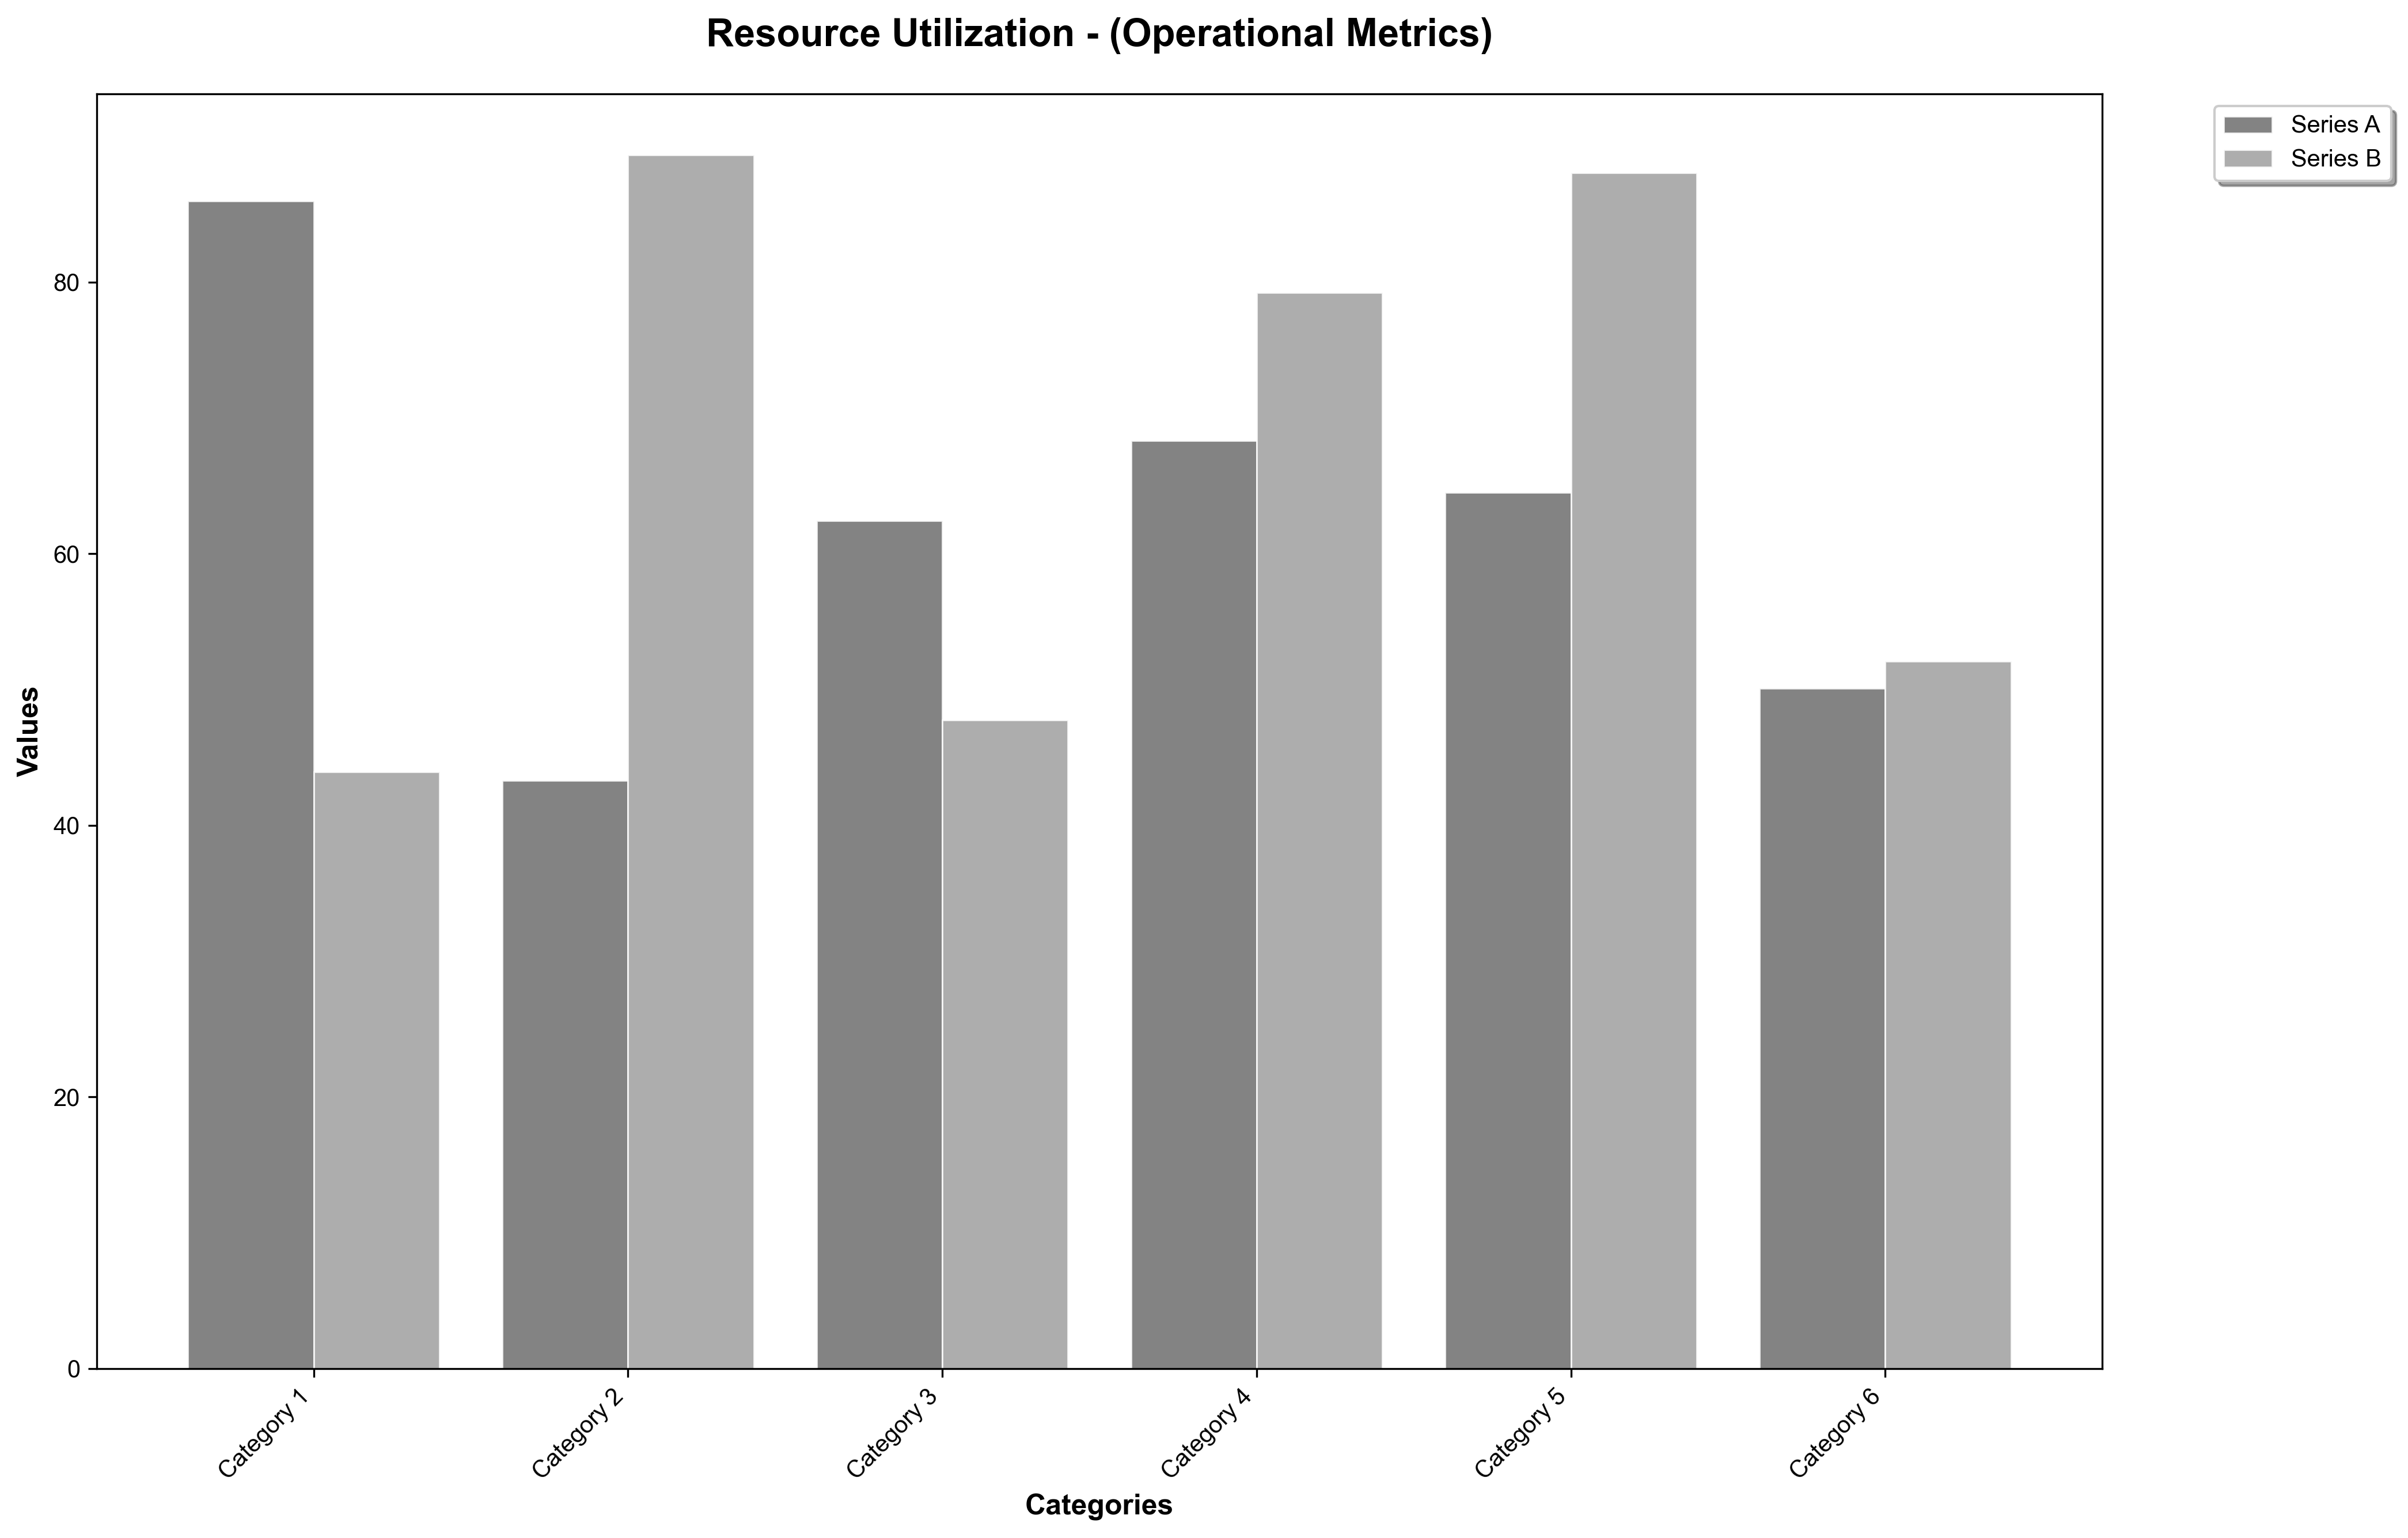 Resource Utilization - (Operational Metrics)
Series A
Series B
80
60
40
20
0
Values
Category 1
Category 2
Category 3
Category 4
Category 5
Category 6
Categories